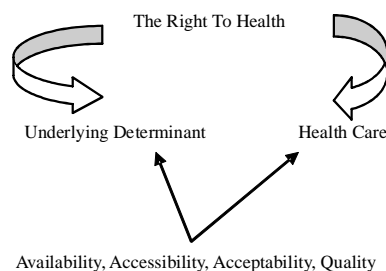 The Right To Health
Underlying Determinant
Health Care
Availability, Accessibility, Acceptability, Quality